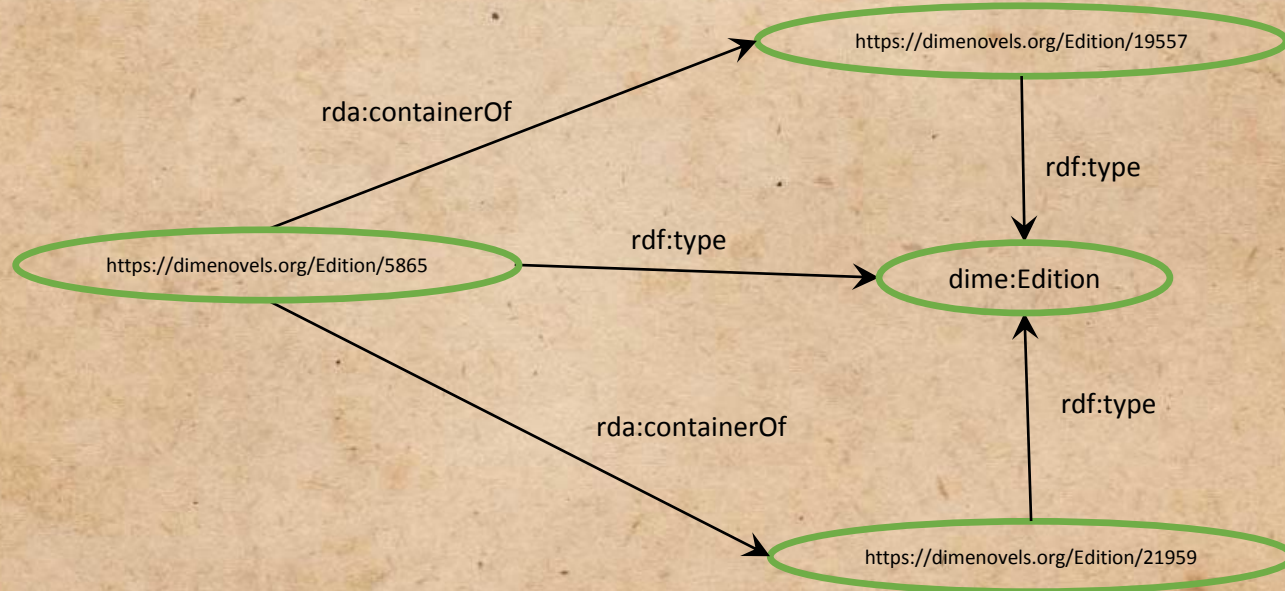 https://dimenovels.org/Edition/19557
rda:containerOf
rdf:type
rdf:type
https://dimenovels.org/Edition/5865
dime:Edition
rdf:type
rda:containerOf
https://dimenovels.org/Edition/21959